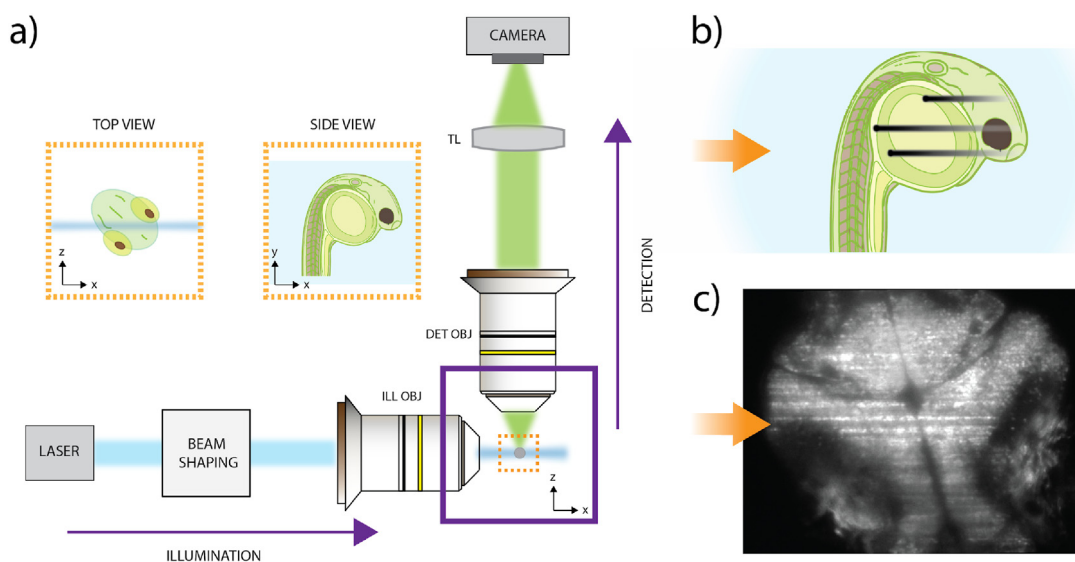 a)
CAMERA
b)
TOP VIEW
SIDE VIEW
TL
z
x
y
x
DETECTION
DET OBJ
ILL OBJ
c)
LASER
BEAM
SHAPING
z
x
ILLUMINATION